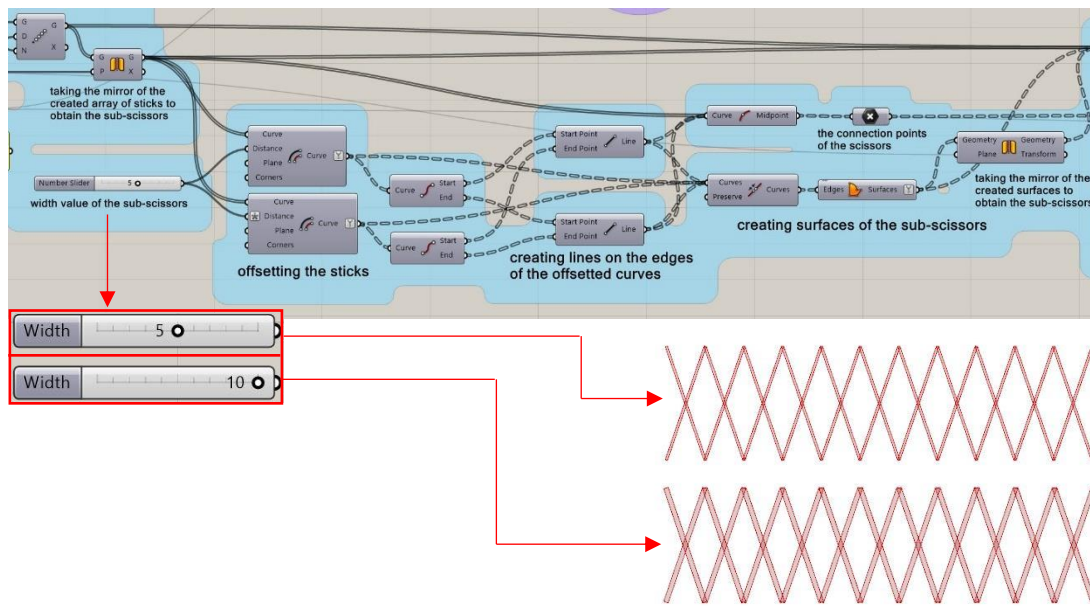 G
D
N
G
X
G
P
G
X
taking the mirror of the
created array of sticks to
obtain the sub-scissors
Number Slider
5
width value of the sub-scissors
Curve
Distance
Plane
Corners
Curve
Curve
Distance
Plane
Corners
Curve
offsetting the sticks
Curve
Start
End
Curve
Start
End
Start Point
End Point
Line
Start Point
End Point
Line
creating lines on the edges
of the offsetted curves
Curve
Midpoint
the connection points
of the scissors
Curves
Preserve
Curves
Edges
Surfaces
creating surfaces of the sub-scissors
Geometry
Plane
Geometry
Transform
taking the mirror of the
created surfaces to
obtain the sub-scissors
Width
5
Width
10